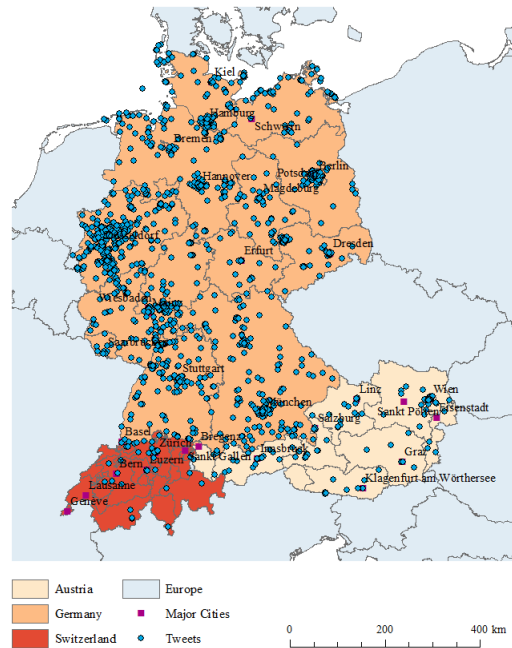 Kiel
Hamburg
Schwerin
Bremen
Berlin
Potsdam
Hannover
Magdeburg
Erfurt
Dresden
Wiesbaden
Mainz
Saarbrücken
Stuttgart
München
Linz
Wien
Sankt Pölten
Eisenstadt
Salzburg
Basel
Zürich
Bregenz
Sankt Gallen
Innsbruck
Graz
Bern
Luzern
Klagenfurt am Wörthersee
Lausanne
Genève
Austria
Europe
Germany
Major Cities
Switzerland
Tweets
0 200 400 km